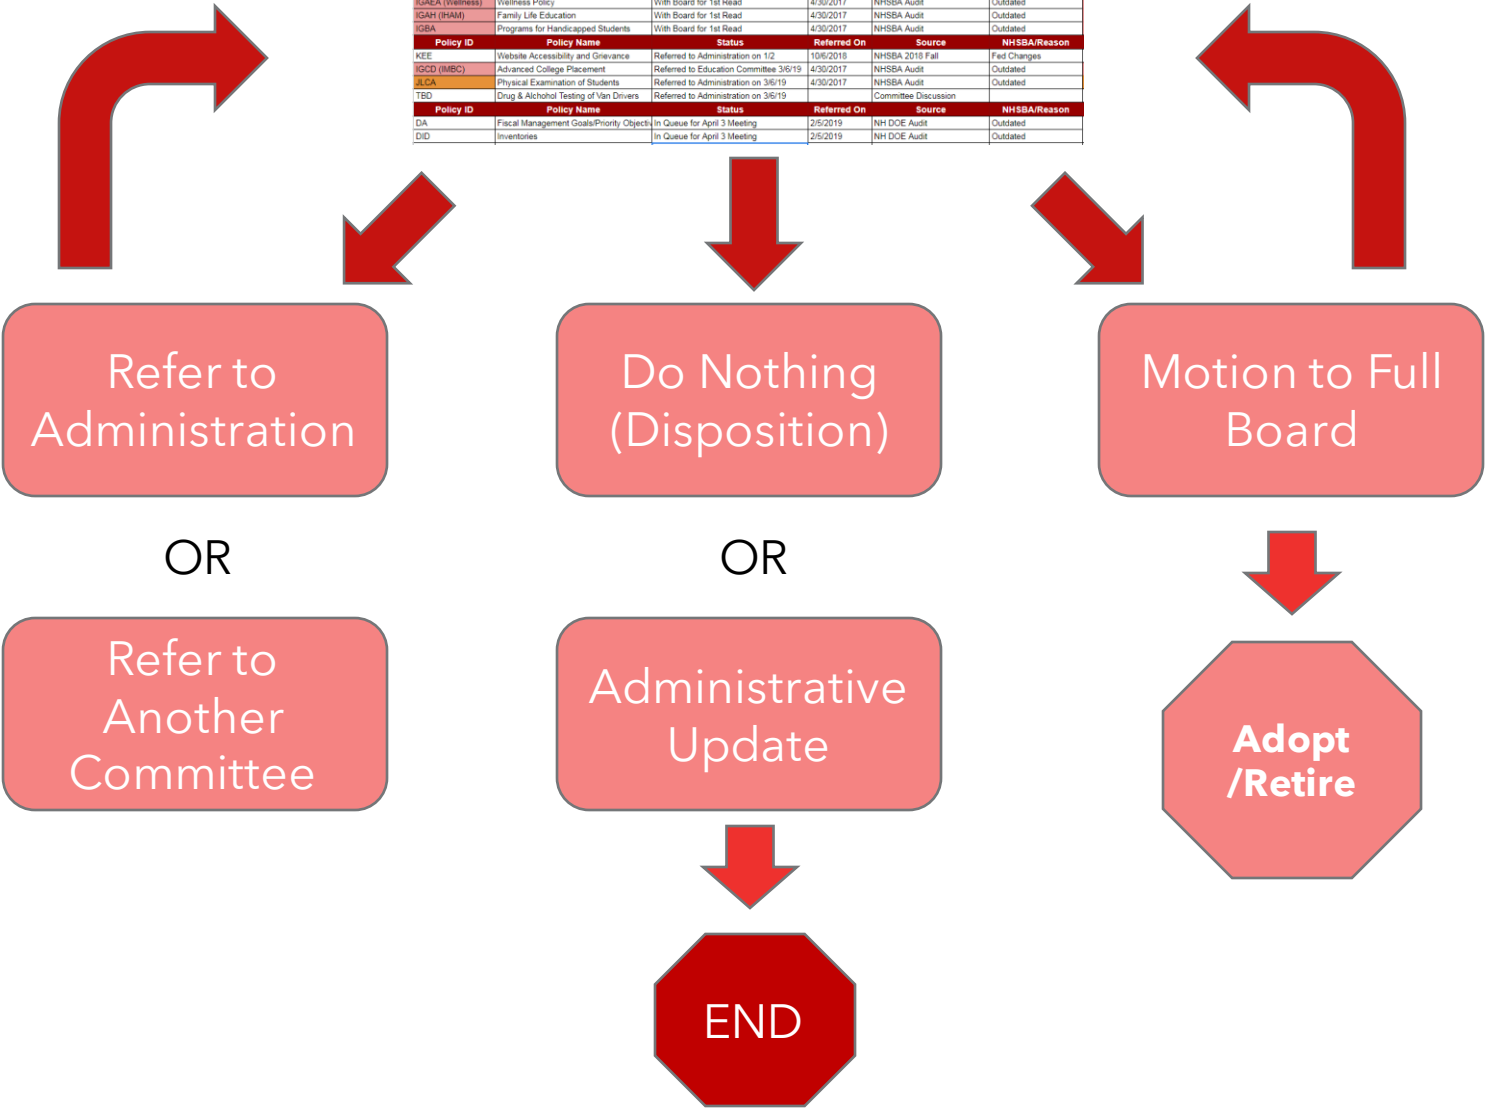 IGAEA (Wellness) Wellness Policy With Board for 1st Read 4/30/2017 NHSBA Audit Outdated
IGAH (IHAM) Family Life Education With Board for 1st Read 4/30/2017 NHSBA Audit Outdated
IGBA Programs for Handicapped Students With Board for 1st Read 4/30/2017 NHSBA Audit Outdated
Policy ID Policy Name Status Referred On Source NHSBA/Reason
KEE Website Accessibility and Grievance Referred to Administration on 1/2 10/6/2018 NHSBA 2018 Fall Fed Changes
IGCD (IMBC) Advanced College Placement Referred to Education Committee 3/6/19 4/30/2017 NHSBA Audit Outdated
JLCA Physical Examination of Students Referred to Administration on 3/6/19 4/30/2017 NHSBA Audit Outdated
TBD Drug & Alchohol Testing of Van Drivers Referred to Administration on 3/6/19 Committee Discussion
Policy ID Policy Name Status Referred On Source NHSBA/Reason
DA Fiscal Management Goals/Priority Objectiv In Queue for April 3 Meeting 2/5/2019 NH DOE Audit Outdated
DID Inventories In Queue for April 3 Meeting 2/5/2019 NH DOE Audit Outdated
Refer to
Administration
OR
Refer to
Another
Committee
Do Nothing
(Disposition)
OR
Administrative
Update
END
Motion to Full
Board
Adopt
/Retire